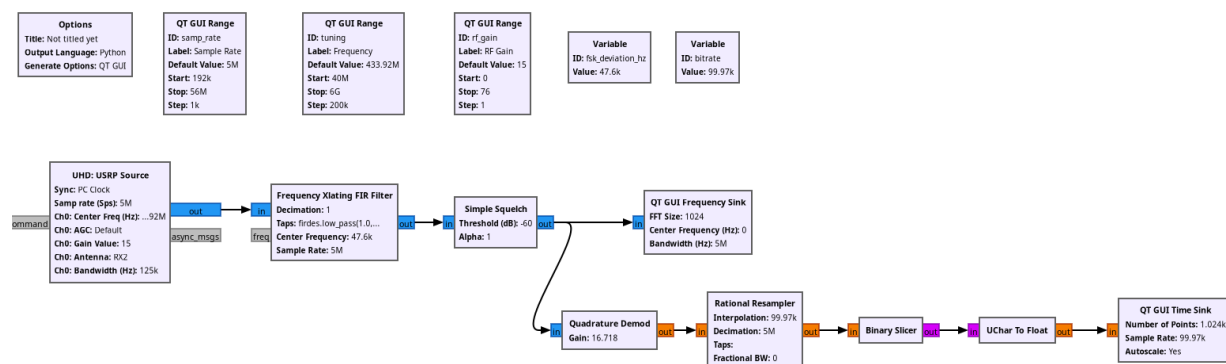 Options
Title: Not titled yet
Output Language: Python
Generate Options: QT GUI
QT GUI Range
ID: samp_rate
Label: Sample Rate
Default Value: 5M
Start: 192k
Stop: 56M
Step: 1k
QT GUI Range
ID: tuning
Label: Frequency
Default Value: 433.92M
Start: 40M
Stop: 6G
Step: 200k
QT GUI Range
ID: rf_gain
Label: RF Gain
Default Value: 15
Start: 0
Stop: 76
Step: 1
Variable
ID: fsk_deviation_hz
Value: 47.6k
Variable
ID: bitrate
Value: 99.97k
ommand
UHD: USRP Source
Sync: PC Clock
Samp rate (Sps): 5M
Ch0: Center Freq (Hz): ...92M
Ch0: AGC: Default
Ch0: Gain Value: 15
Ch0: Antenna: RX2
Ch0: Bandwidth (Hz): 125k
out
async_msgs
in
freq
Frequency Xlating FIR Filter
Decimation: 1
Taps: firdes.low_pass(1.0,...
Center Frequency: 47.6k
Sample Rate: 5M
out
in
Simple Squelch
Threshold (dB): -60
Alpha: 1
out
in
QT GUI Frequency Sink
FFT Size: 1024
Center Frequency (Hz): 0
Bandwidth (Hz): 5M
in
Quadrature Demod
Gain: 16.718
out
in
Rational Resampler
Interpolation: 99.97k
Decimation: 5M
Taps:
Fractional BW: 0
out
in
Binary Slicer
out
in
UChar To Float
out
in
QT GUI Time Sink
Number of Points: 1.024k
Sample Rate: 99.97k
Autoscale: Yes